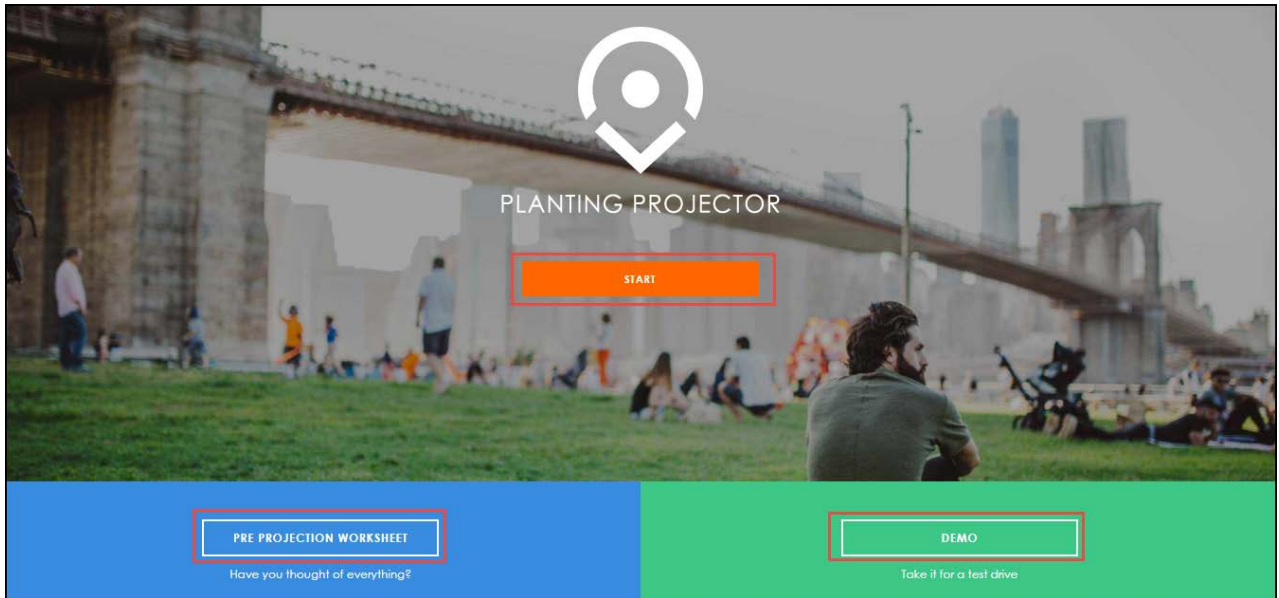 PLANTING PROJECTOR
START
PRE PROJECTION WORKSHEET
Have you thought of everything?
DEMO
Take it for a test drive